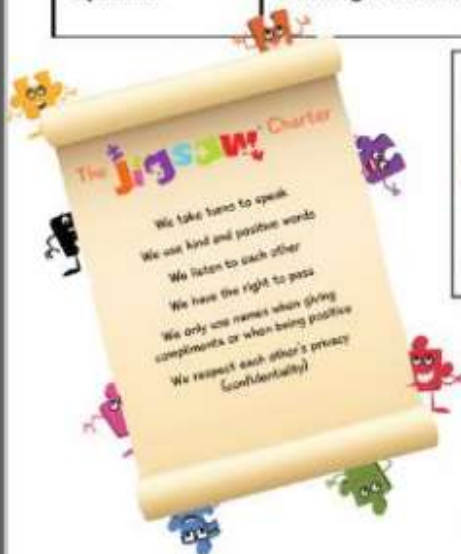 The Jigsaw Charter
We take turns to speak
We use kind and positive words
We listen to each other
We have the right to pass
We only use names when giving
compliments or when being positive
We respect each other's privacy
(confidentiality)